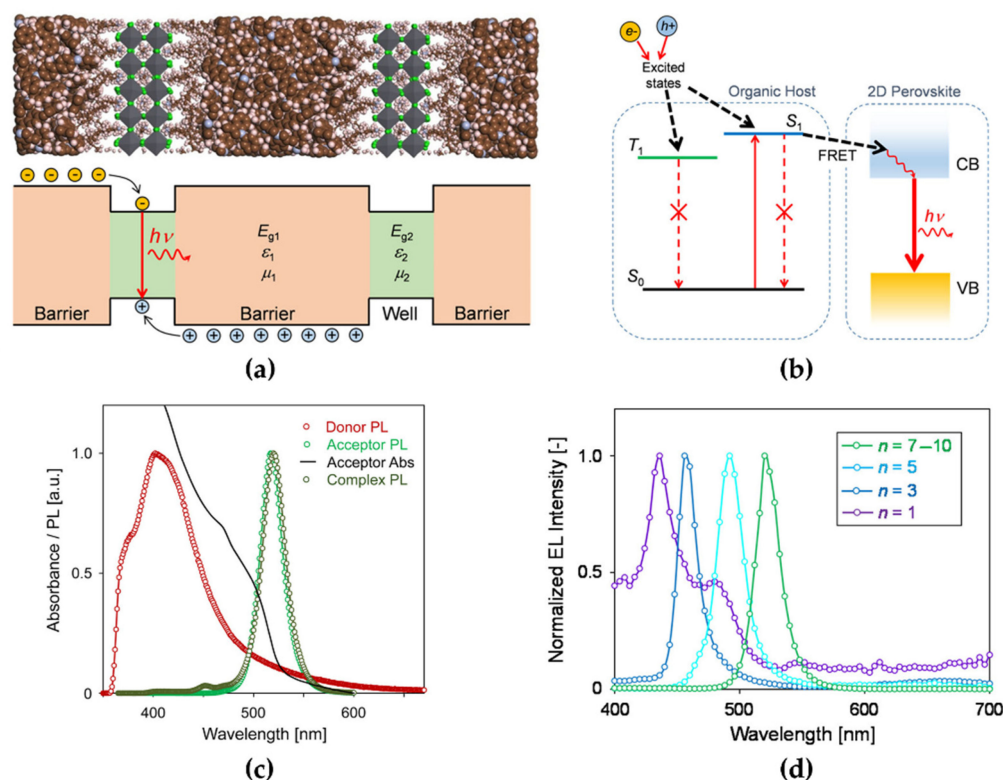 hν
E_g1
ε_1
μ_1
E_g2
ε_2
μ_2
Barrier
Barrier
Well
Barrier
(a)
e-
h+
Excited
states
Organic Host
2D Perovskite
T_1
S_1
FRET
CB
hν
S_0
VB
(b)
Absorbance / PL [a.u.]
1.0
0.5
0
Donor PL
Acceptor PL
Acceptor Abs
Complex PL
400
500
600
Wavelength [nm]
(c)
Normalized EL Intensity [-]
1.0
0.5
0
n = 7–10
n = 5
n = 3
n = 1
400
500
600
700
Wavelength [nm]
(d)